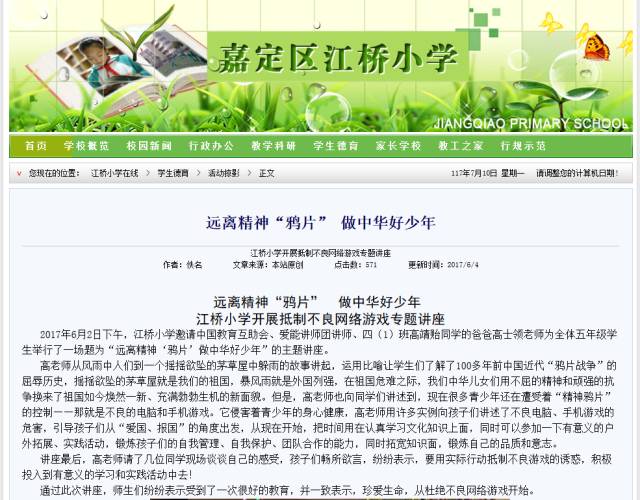 嘉定区江桥小学
JIANGQIAO PRIMARY SCHOOL
首页 学校概览 校园新闻 行政办公 教学科研 学生德育 家长学校 教工之家 行规示范
v 您现在的位置： 江桥小学在线 > 学生德育 > 活动掠影 > 正文 117年7月10日 星期一 请调整您的计算机日期!
远离精神“鸦片” 做中华好少年
江桥小学开展抵制不良网络游戏专题讲座
作者：佚名 文章来源：本站原创 点击数：571 更新时间：2017/6/4
远离精神“鸦片” 做中华好少年
江桥小学开展抵制不良网络游戏专题讲座
2017年6月2日下午，江桥小学邀请中国教育互助会、爱能讲师团讲师、四（1）班高靖贻同学的爸爸高士领老师为全体五年级学
生举行了一场题为“远离精神‘鸦片’做中华好少年”的主题讲座。
高老师从风雨中人们到一个摇摇欲坠的茅草屋中躲雨的故事讲起，运用比喻让学生们了解了100多年前中国近代“鸦片战争”的
屈辱历史，摇摇欲坠的茅草屋就是我们的祖国，暴风雨就是外国列强，在祖国危难之际，我们中华儿女们用不屈的精神和顽强的抗
争换来了祖国如今焕然一新、充满勃勃生机的新面貌。但是，高老师也向同学们讲述到，现在很多青少年还在遭受着“精神鸦片”
的控制－－那就是不良的电脑和手机游戏。它侵害着青少年的身心健康，高老师用许多实例向孩子们讲述了不良电脑、手机游戏的
危害，引导孩子们从“爱国、报国”的角度出发，从现在开始，把时间用在认真学习文化知识上面，同时可以参加一下有意义的户
外拓展、实践活动，锻炼孩子们的自我管理、自我保护、团队合作的能力，同时拓宽知识面，锻炼自己的品质和意志。
讲座最后，高老师请了几位同学现场谈谈自己的感受，孩子们畅所欲言，纷纷表示，要用实际行动抵制不良游戏的诱惑，积极
投入到有意义的学习和实践活动中去!
通过此次讲座，师生们纷纷表示受到了一次很好的教育，并一致表示，珍爱生命，从杜绝不良网络游戏开始。